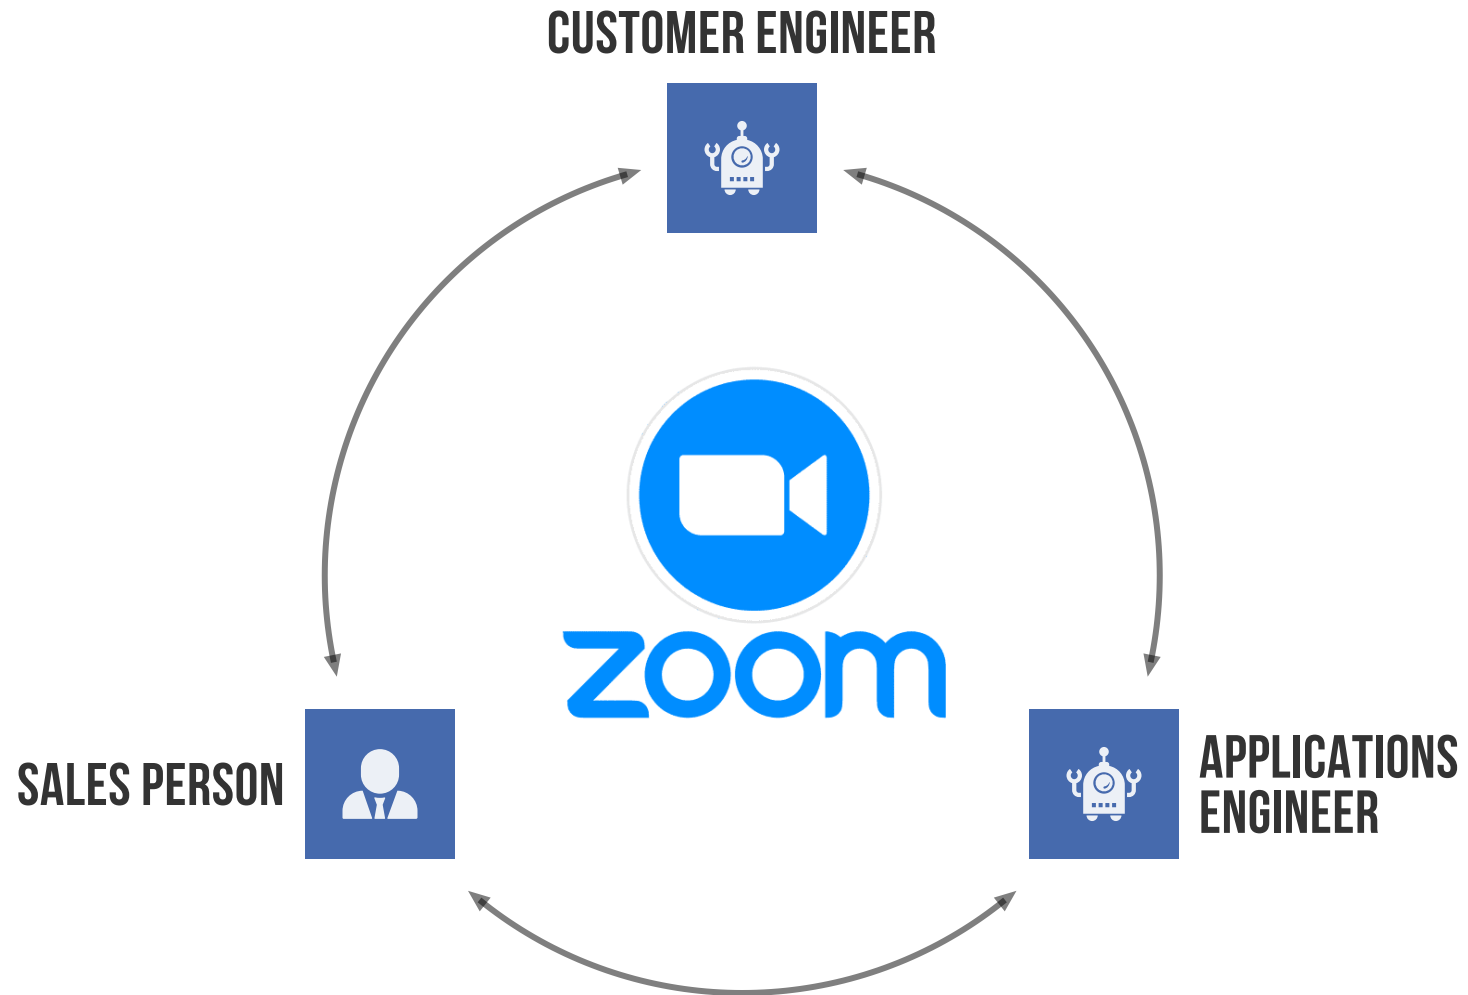 CUSTOMER ENGINEER
zoom
SALES PERSON
APPLICATIONS
ENGINEER